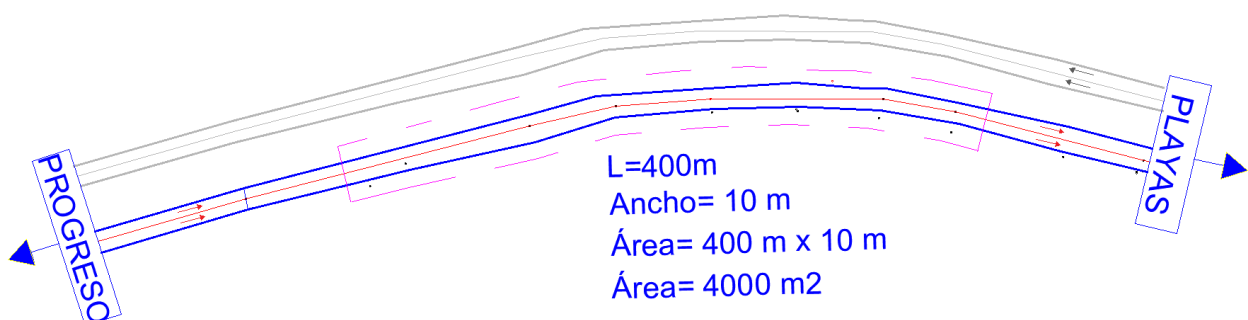 PROGRESO
PLAYAS
L=400m
Ancho= 10 m
Área= 400 m x 10 m
Área= 4000 m2